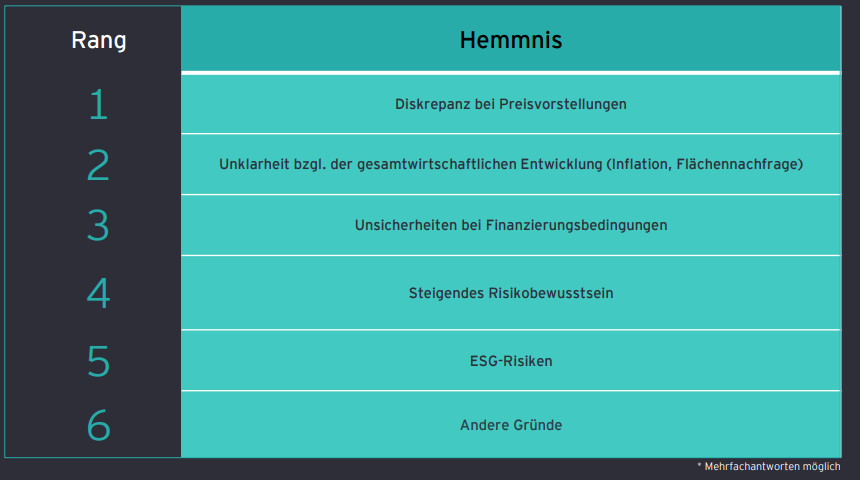 Rang Hemmnis
1 Diskrepanz bei Preisvorstellungen
2 Unklarheit bzgl. der gesamtwirtschaftlichen Entwicklung (Inflation, Flächennachfrage)
3 Unsicherheiten bei Finanzierungsbedingungen
4 Steigendes Risikobewusstsein
5 ESG-Risiken
6 Andere Gründe
* Mehrfachantworten möglich